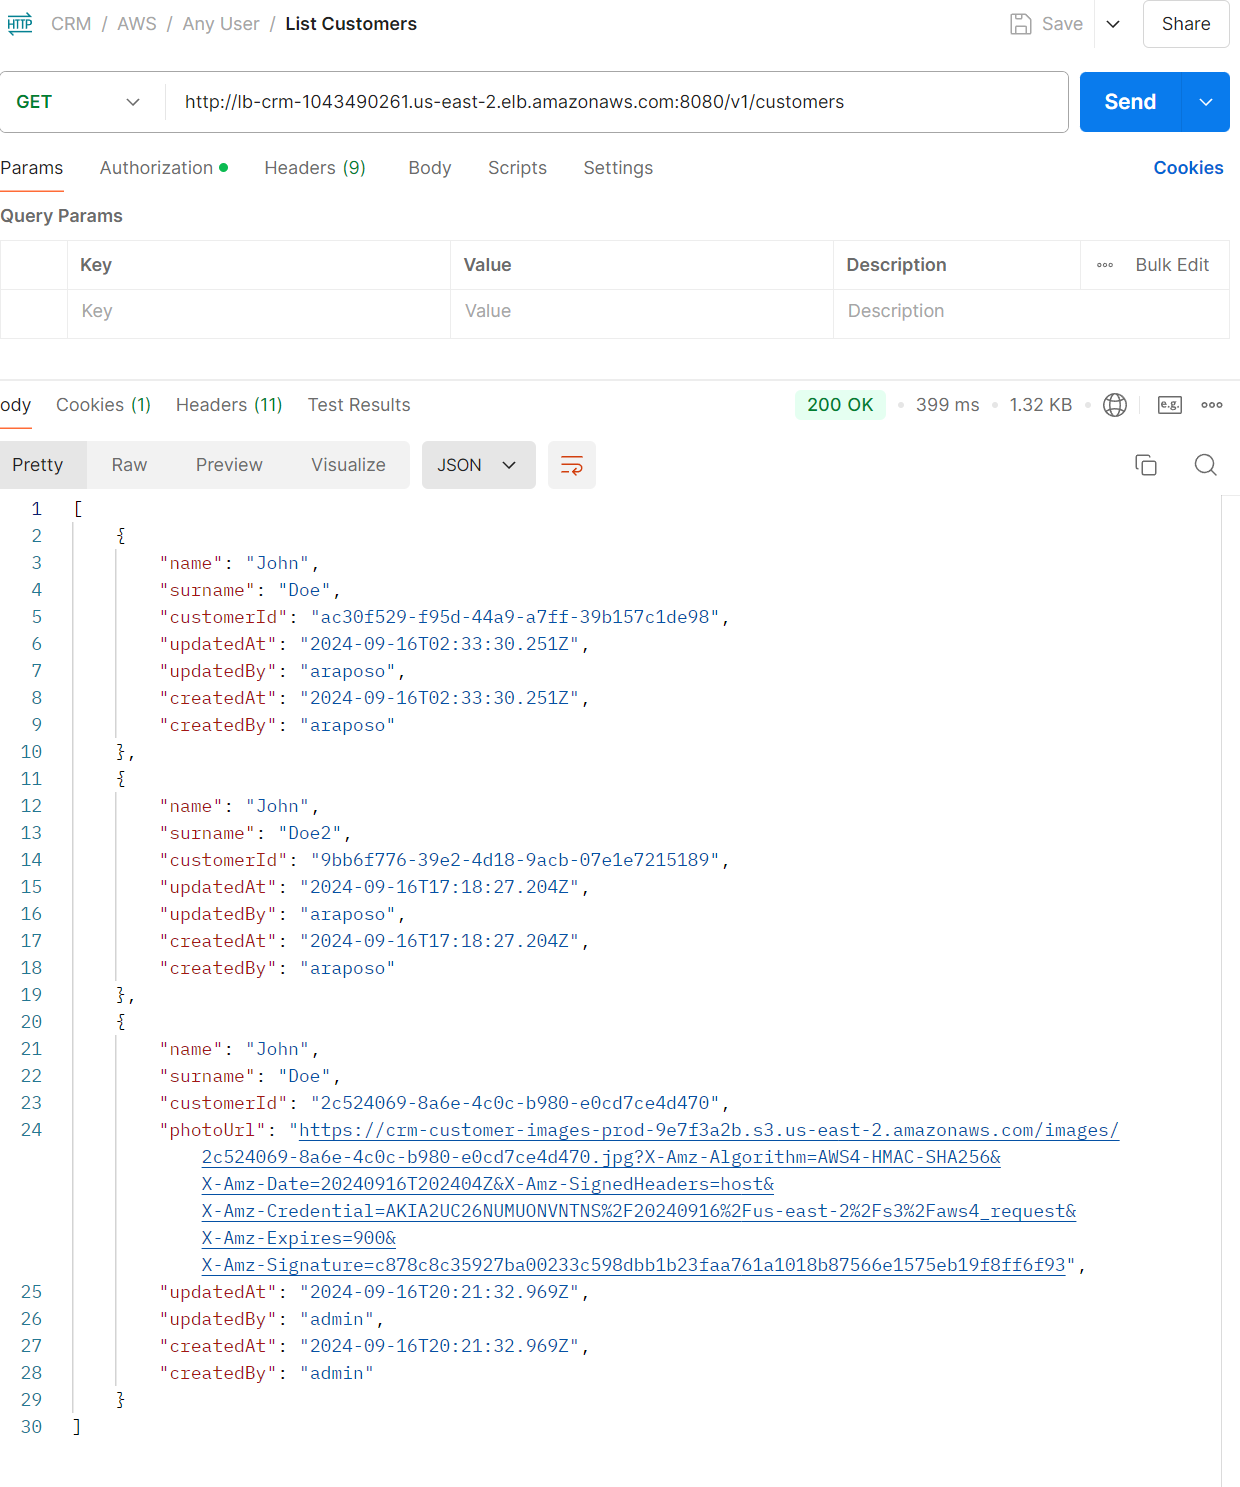 HTTP CRM / AWS / Any User / List Customers Save Share
GET http://lb-crm-1043490261.us-east-2.elb.amazonaws.com:8080/v1/customers Send
Params Authorization Headers (9) Body Scripts Settings Cookies
Query Params
Key Value Description Bulk Edit
Key Value Description
ody Cookies (1) Headers (11) Test Results 200 OK 399 ms 1.32 KB e.g.
Pretty Raw Preview Visualize JSON
1 [
2 {
3 "name": "John",
4 "surname": "Doe",
5 "customerId": "ac30f529-f95d-44a9-a7ff-39b157c1de98",
6 "updatedAt": "2024-09-16T02:33:30.251Z",
7 "updatedBy": "araposo",
8 "createdAt": "2024-09-16T02:33:30.251Z",
9 "createdBy": "araposo"
10 },
11 {
12 "name": "John",
13 "surname": "Doe2",
14 "customerId": "9bb6f776-39e2-4d18-9acb-07e1e7215189",
15 "updatedAt": "2024-09-16T17:18:27.204Z",
16 "updatedBy": "araposo",
17 "createdAt": "2024-09-16T17:18:27.204Z",
18 "createdBy": "araposo"
19 },
20 {
21 "name": "John",
22 "surname": "Doe",
23 "customerId": "2c524069-8a6e-4c0c-b980-e0cd7ce4d470",
24 "photoUrl": "https://crm-customer-images-prod-9e7f3a2b.s3.us-east-2.amazonaws.com/images/
2c524069-8a6e-4c0c-b980-e0cd7ce4d470.jpg?X-Amz-Algorithm=AWS4-HMAC-SHA256&
X-Amz-Date=20240916T202404Z&X-Amz-SignedHeaders=host&
X-Amz-Credential=AKIA2UC26NUMUONVNTNS%2F20240916%2Fus-east-2%2Fs3%2Faws4_request&
X-Amz-Expires=900&
X-Amz-Signature=c878c8c35927ba00233c598dbb1b23faa761a1018b87566e1575eb19f8ff6f93",
25 "updatedAt": "2024-09-16T20:21:32.969Z",
26 "updatedBy": "admin",
27 "createdAt": "2024-09-16T20:21:32.969Z",
28 "createdBy": "admin"
29 }
30 ]